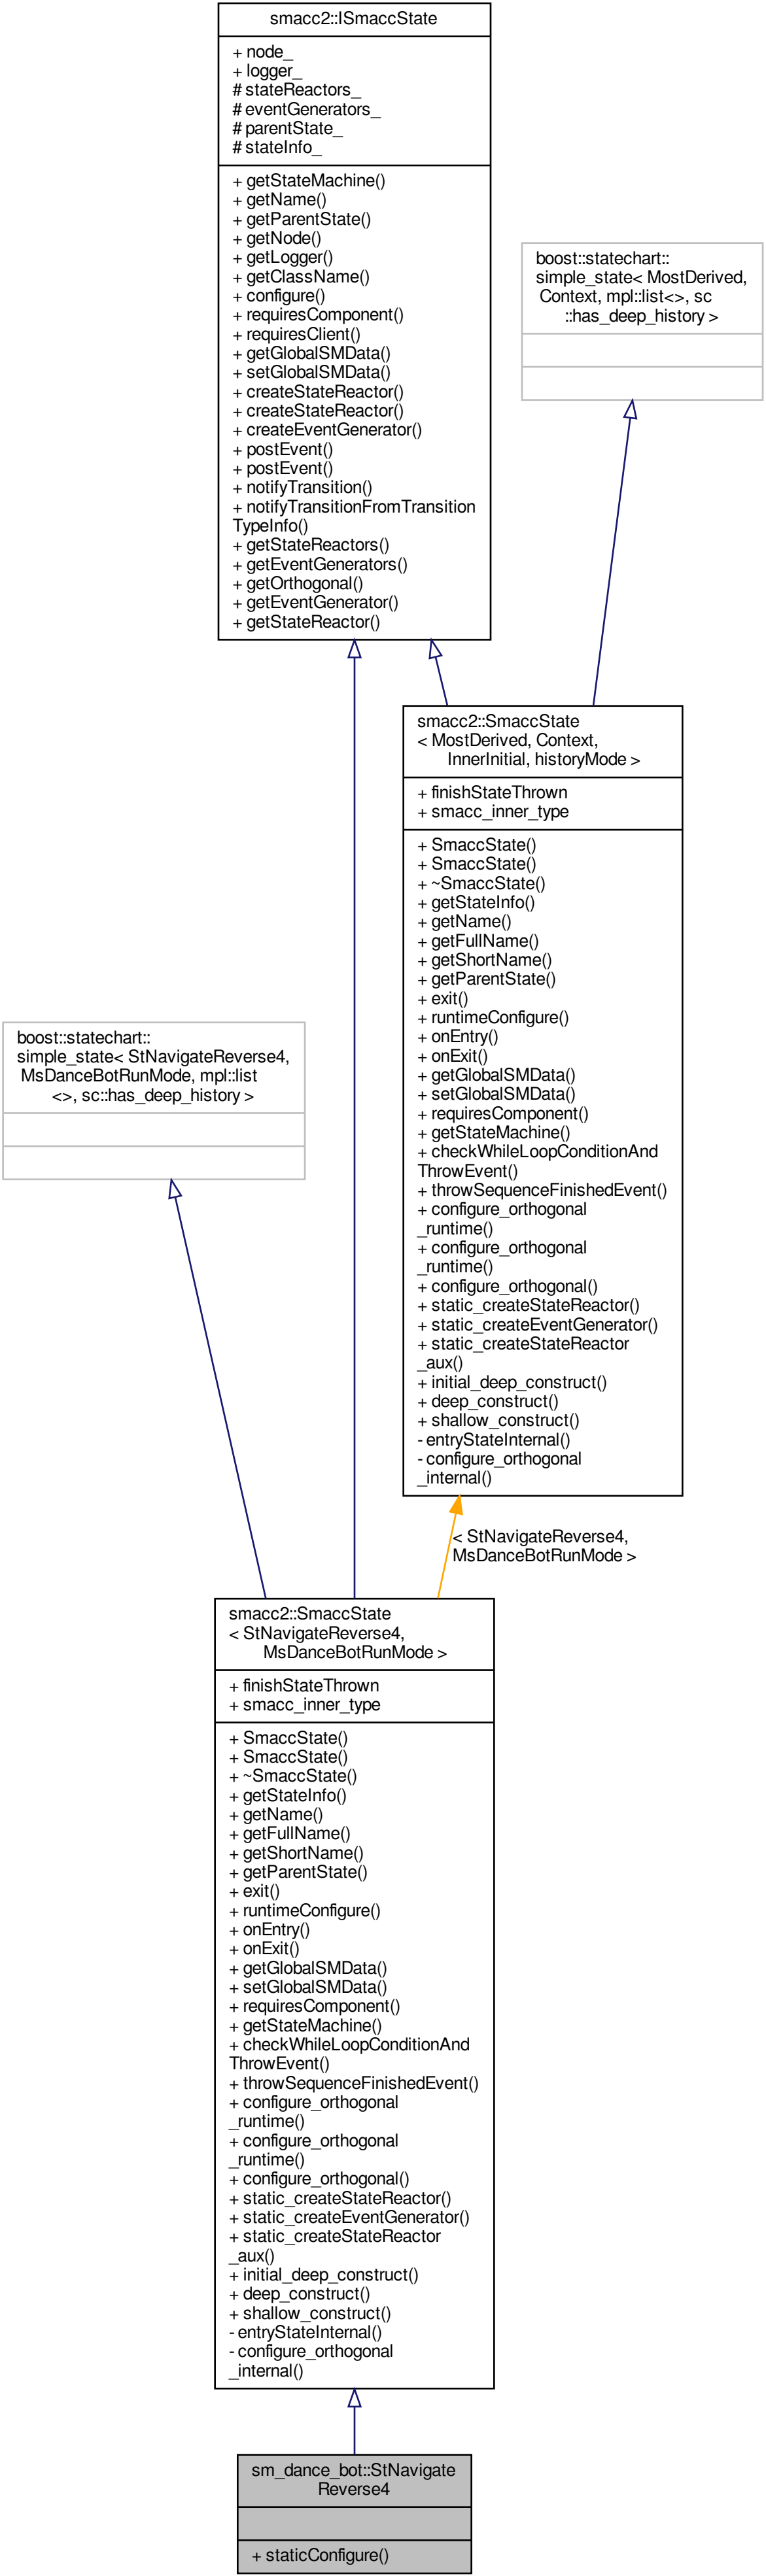 smacc2::ISmaccState
+ node_
+ logger_
# stateReactors_
# eventGenerators_
# parentState_
# stateInfo_
+ getStateMachine()
+ getName()
+ getParentState()
+ getNode()
+ getLogger()
+ getClassName()
+ configure()
+ requiresComponent()
+ requiresClient()
+ getGlobalSMData()
+ setGlobalSMData()
+ createStateReactor()
+ createStateReactor()
+ createEventGenerator()
+ postEvent()
+ postEvent()
+ notifyTransition()
+ notifyTransitionFromTransition
TypeInfo()
+ getStateReactors()
+ getEventGenerators()
+ getOrthogonal()
+ getEventGenerator()
+ getStateReactor()
boost::statechart::
simple_state< MostDerived,
Context, mpl::list<>, sc
::has_deep_history >
smacc2::SmaccState
< MostDerived, Context,
InnerInitial, historyMode >
+ finishStateThrown
+ smacc_inner_type
+ SmaccState()
+ SmaccState()
+ ~SmaccState()
+ getStateInfo()
+ getName()
+ getFullName()
+ getShortName()
+ getParentState()
+ exit()
+ runtimeConfigure()
+ onEntry()
+ onExit()
+ getGlobalSMData()
+ setGlobalSMData()
+ requiresComponent()
+ getStateMachine()
+ checkWhileLoopConditionAnd
ThrowEvent()
+ throwSequenceFinishedEvent()
+ configure_orthogonal
_runtime()
+ configure_orthogonal
_runtime()
+ configure_orthogonal()
+ static_createStateReactor()
+ static_createEventGenerator()
+ static_createStateReactor
_aux()
+ initial_deep_construct()
+ deep_construct()
+ shallow_construct()
- entryStateInternal()
- configure_orthogonal
_internal()
boost::statechart::
simple_state< StNavigateReverse4,
MsDanceBotRunMode, mpl::list
<>, sc::has_deep_history >
< StNavigateReverse4,
MsDanceBotRunMode >
smacc2::SmaccState
< StNavigateReverse4,
MsDanceBotRunMode >
+ finishStateThrown
+ smacc_inner_type
+ SmaccState()
+ SmaccState()
+ ~SmaccState()
+ getStateInfo()
+ getName()
+ getFullName()
+ getShortName()
+ getParentState()
+ exit()
+ runtimeConfigure()
+ onEntry()
+ onExit()
+ getGlobalSMData()
+ setGlobalSMData()
+ requiresComponent()
+ getStateMachine()
+ checkWhileLoopConditionAnd
ThrowEvent()
+ throwSequenceFinishedEvent()
+ configure_orthogonal
_runtime()
+ configure_orthogonal
_runtime()
+ configure_orthogonal()
+ static_createStateReactor()
+ static_createEventGenerator()
+ static_createStateReactor
_aux()
+ initial_deep_construct()
+ deep_construct()
+ shallow_construct()
- entryStateInternal()
- configure_orthogonal
_internal()
sm_dance_bot::StNavigate
Reverse4
+ staticConfigure()